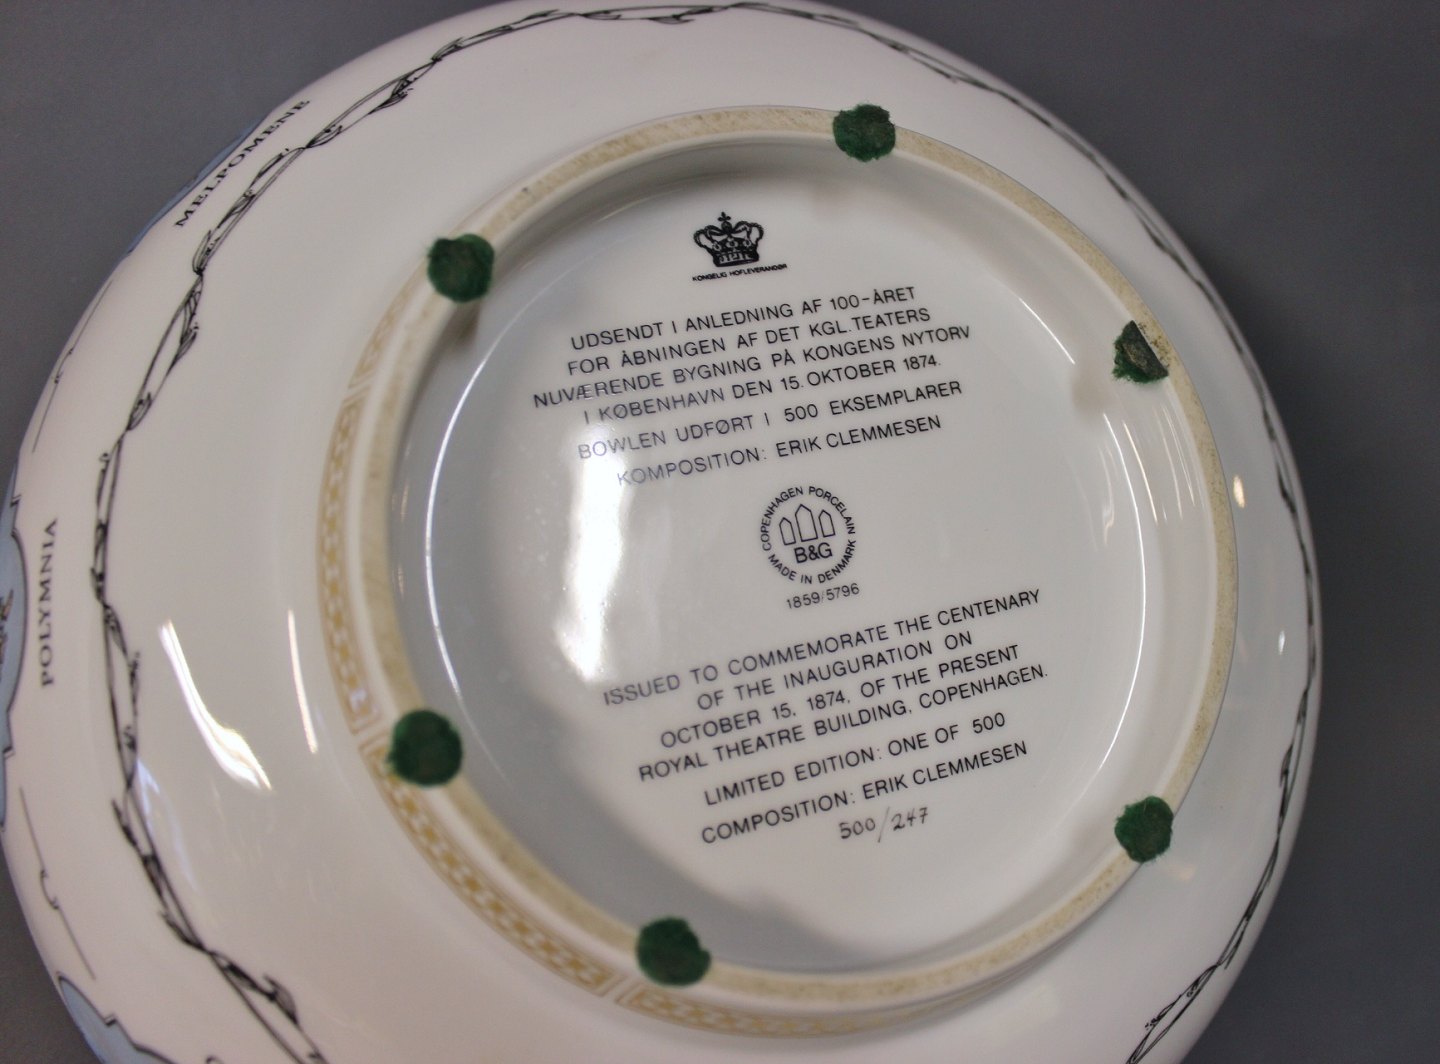 MELPOMENE
POLYMNIA
KONGELIG HOFLEVERANDØR
UDSENDT I ANLEDNING AF 100-ÅRET
FOR ÅBNINGEN AF DET KGL. TEATERS
NUVÆRENDE BYGNING PÅ KONGENS NYTORV
I KØBENHAVN DEN 15. OKTOBER 1874.
BOWLEN UDFØRT I 500 EKSEMPLARER
KOMPOSITION: ERIK CLEMMESEN
COPENHAGEN PORCELAIN
B&G
MADE IN DENMARK
1859/5796
ISSUED TO COMMEMORATE THE CENTENARY
OF THE INAUGURATION ON
OCTOBER 15, 1874, OF THE PRESENT
ROYAL THEATRE BUILDING, COPENHAGEN.
LIMITED EDITION: ONE OF 500
COMPOSITION: ERIK CLEMMESEN
500/247